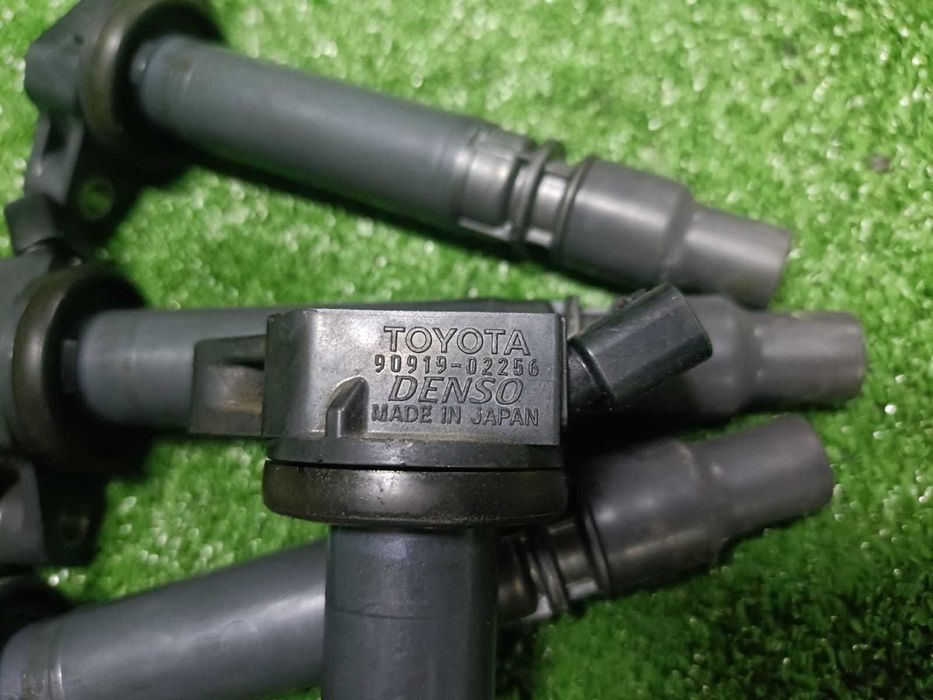 TOYOTA
90919-02256
DENSO
MADE IN JAPAN